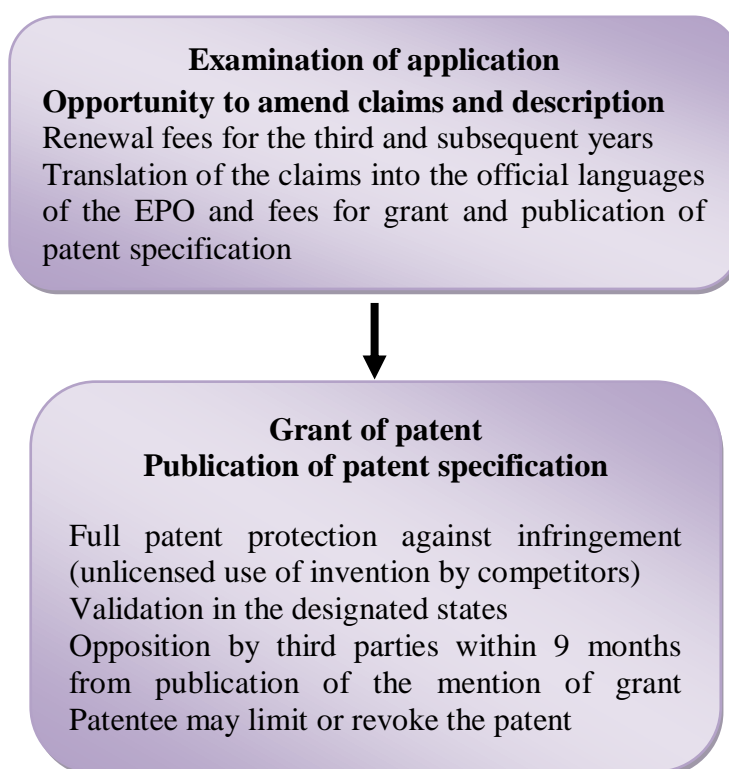 Examination of application
Opportunity to amend claims and description
Renewal fees for the third and subsequent years
Translation of the claims into the official languages
of the EPO and fees for grant and publication of
patent specification
Grant of patent
Publication of patent specification
Full patent protection against infringement
(unlicensed use of invention by competitors)
Validation in the designated states
Opposition by third parties within 9 months
from publication of the mention of grant
Patentee may limit or revoke the patent